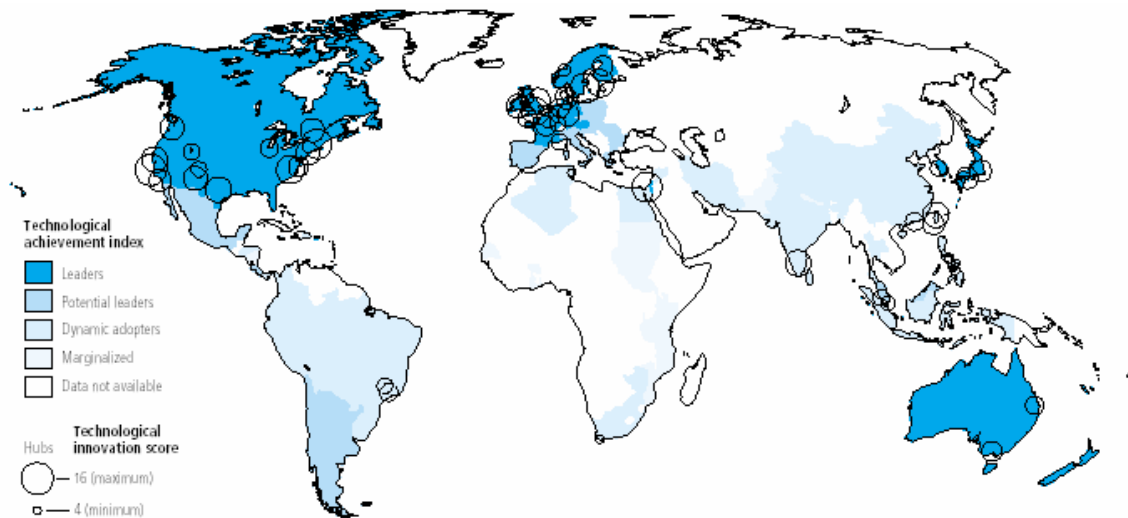 Technological
achievement index
Leaders
Potential leaders
Dynamic adopters
Marginalized
Data not available
Technological
Hubs innovation score
16 (maximum)
4 (minimum)